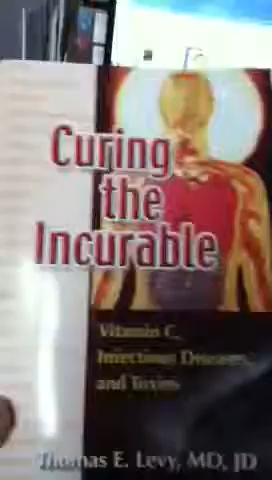 Curing
the
Incurable
Vitamin C,
Infectious Diseases,
and Toxins
Thomas E. Levy, MD, JD